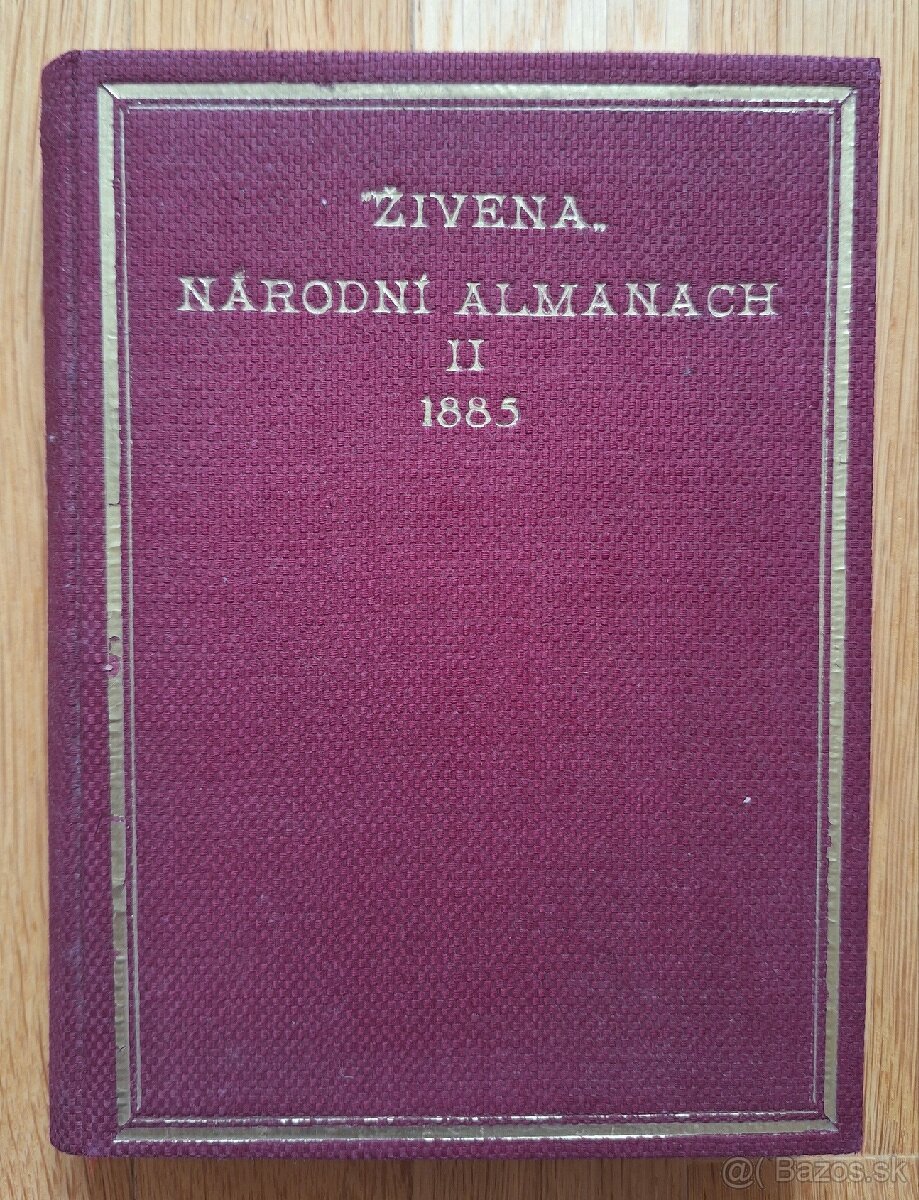 "ŽIVENA„
NÁRODNÍ ALMANACH
II
1885
@( Bazos.sk